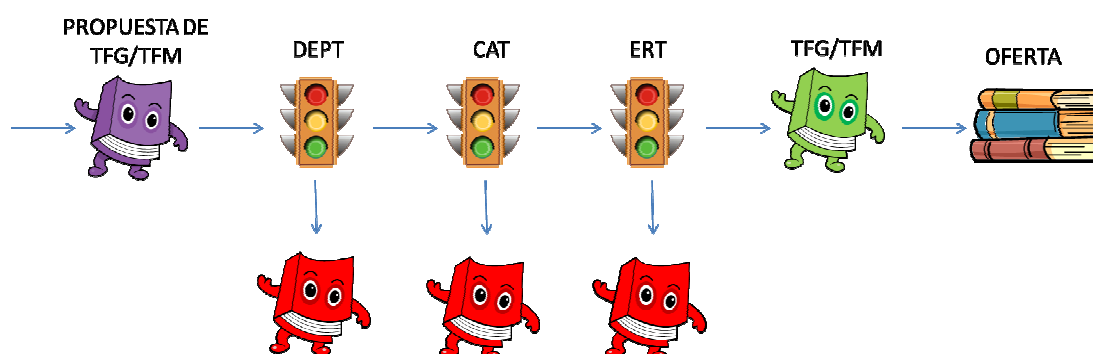 PROPUESTA DE
TFG/TFM
DEPT
CAT
ERT
TFG/TFM
OFERTA